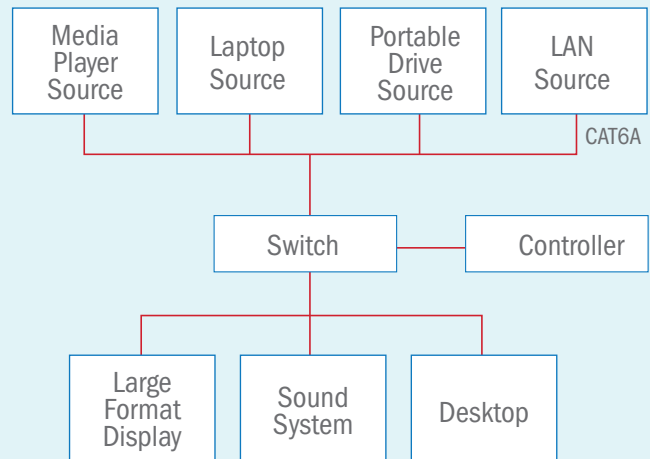 Media
Player
Source
Laptop
Source
Portable
Drive
Source
LAN
Source
CAT6A
Switch
Controller
Large
Format
Display
Sound
System
Desktop